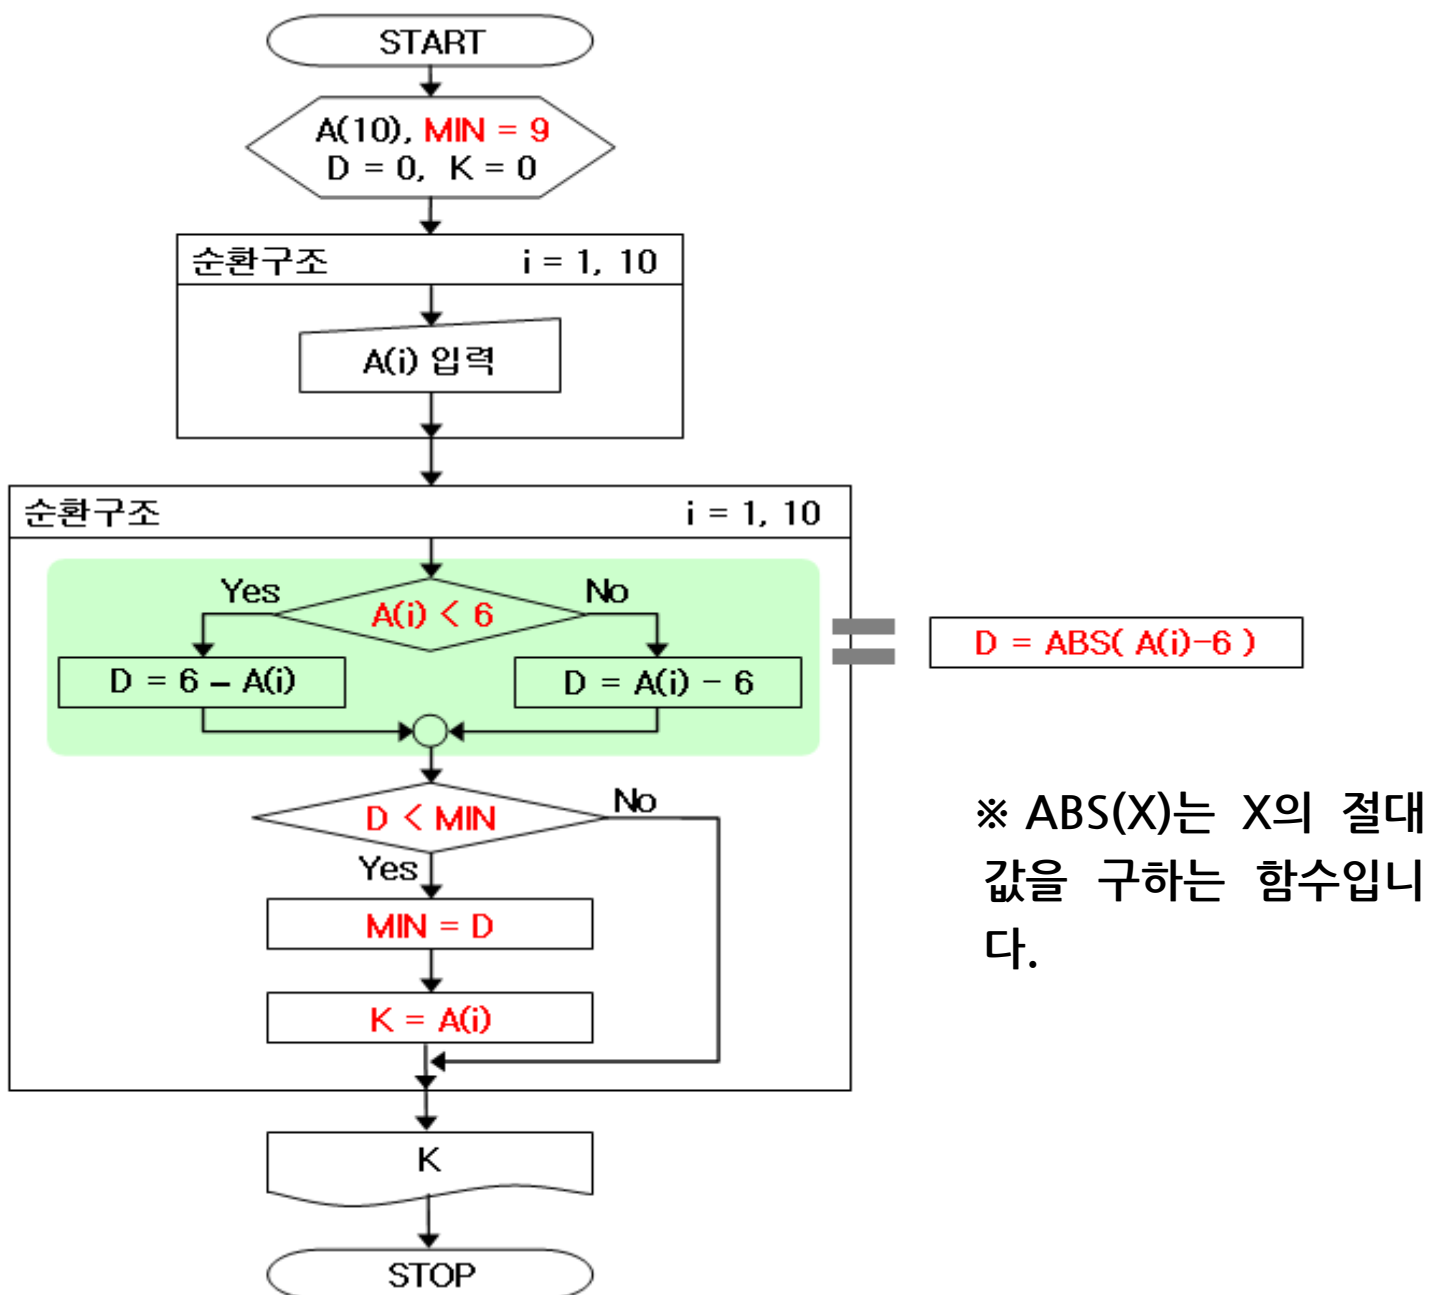 START
A(10), MIN = 9
D = 0, K = 0
순환구조 i = 1, 10
A(i) 입력
순환구조 i = 1, 10
Yes No
A(i) < 6
D = 6 – A(i) D = A(i) - 6
D = ABS( A(i)-6 )
D < MIN No
Yes
MIN = D
K = A(i)
※ ABS(X)는 X의 절대
값을 구하는 함수입니
다.
K
STOP